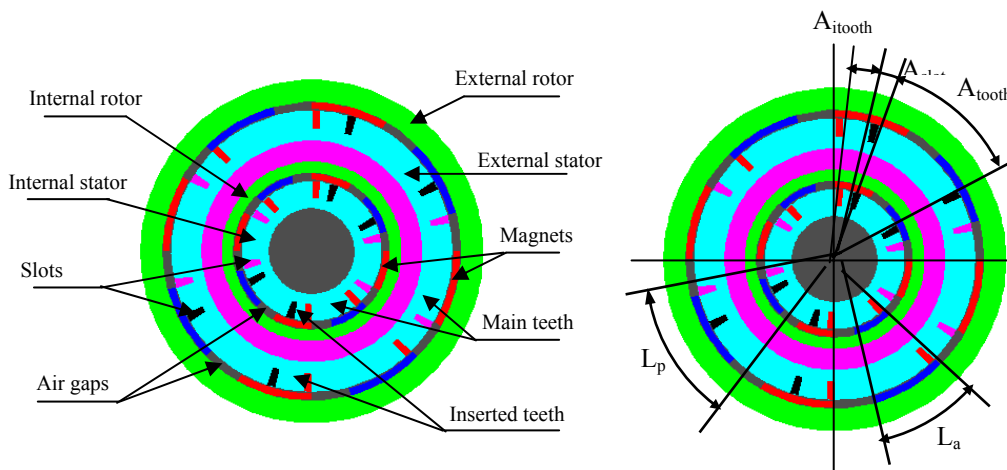 Internal rotor
External rotor
External stator
Internal stator
Magnets
Slots
Main teeth
Air gaps
Inserted teeth
A_itooth
A_tooth
L_p
L_a